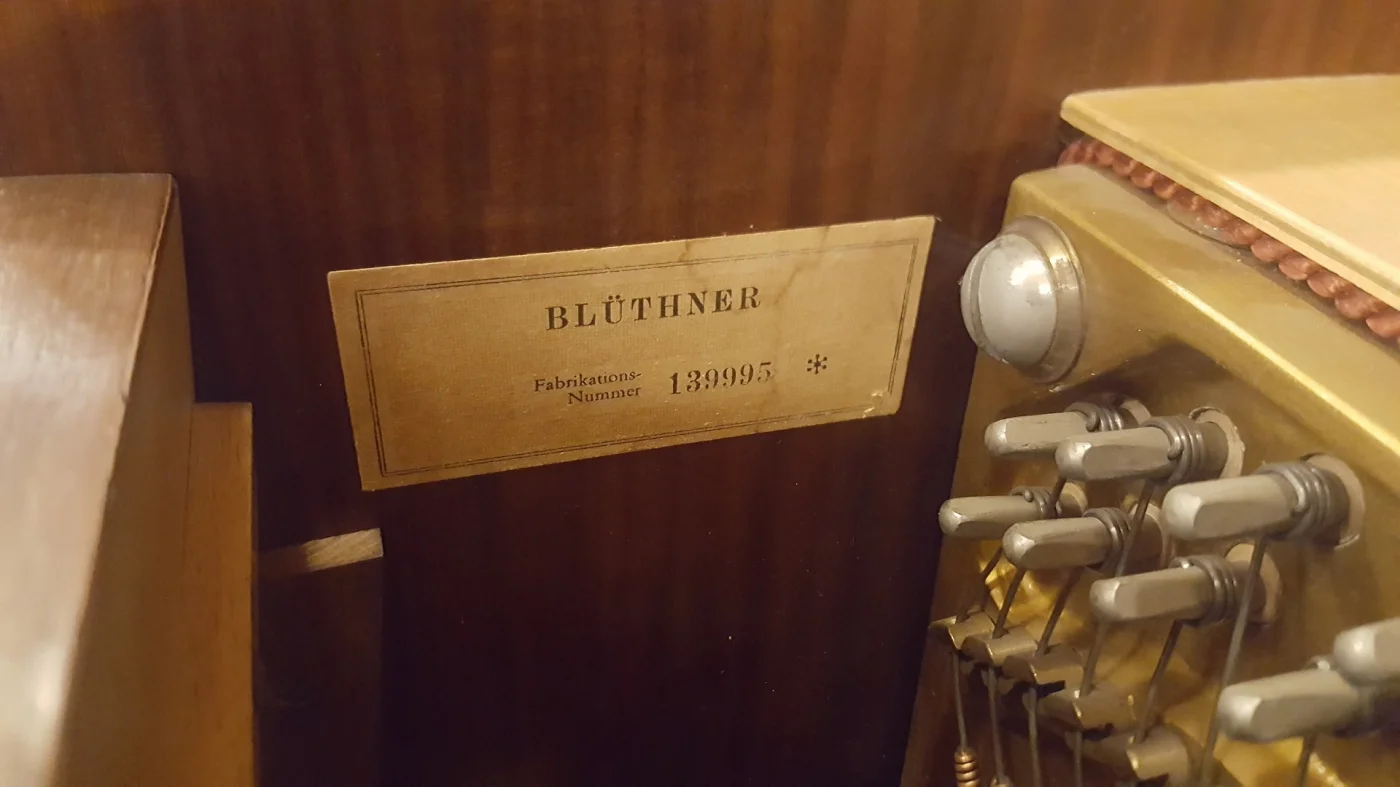 BLÜTHNER
Fabrikations-
Nummer 139995 *